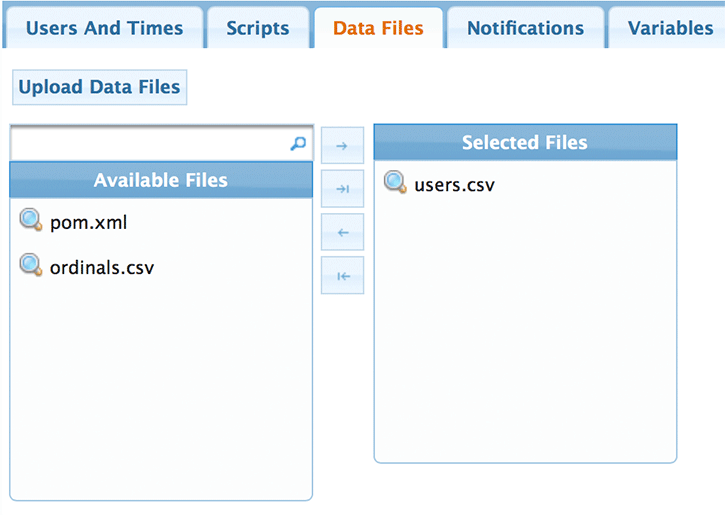 Users And Times
Scripts
Data Files
Notifications
Variables
Upload Data Files
Available Files
pom.xml
ordinals.csv
Selected Files
users.csv